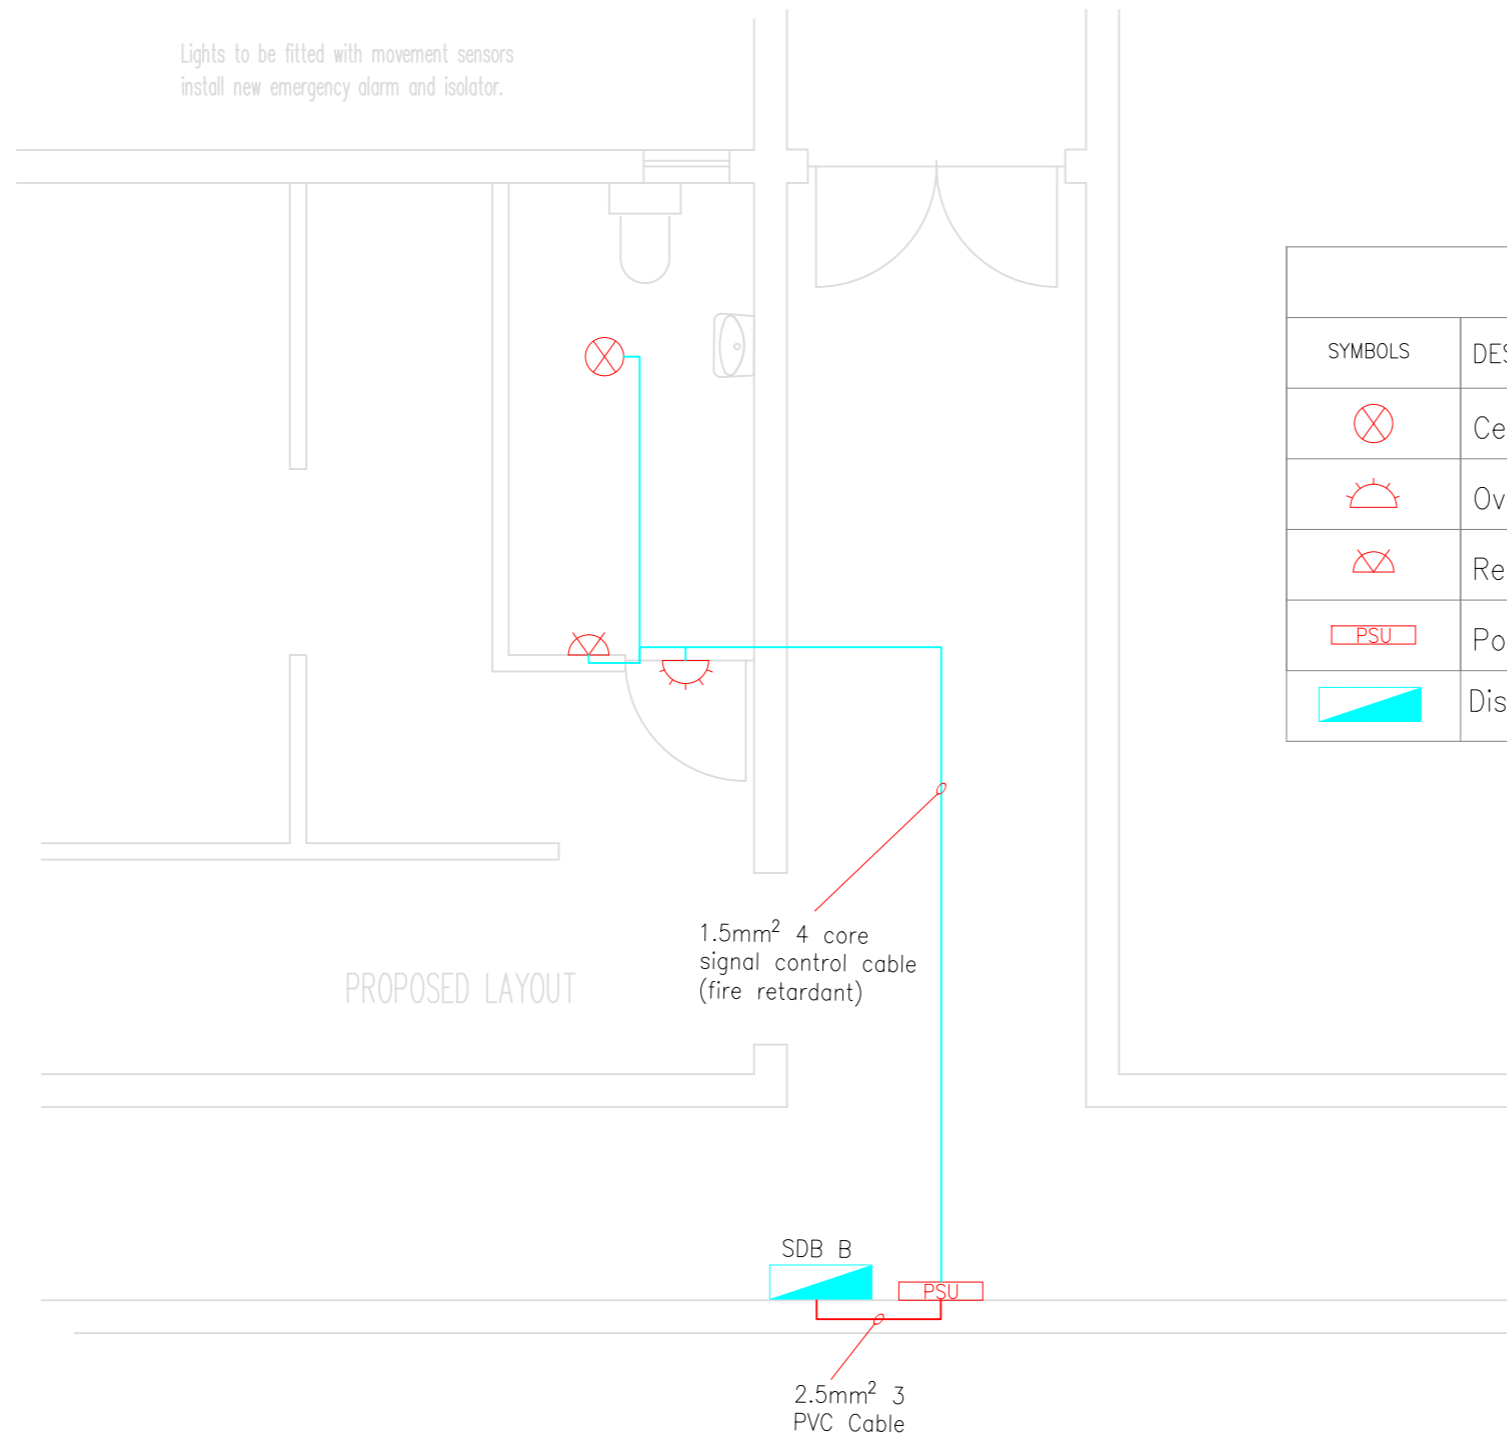 Lights to be fitted with movement sensors
install new emergency alarm and isolator.
SYMBOLS DES
Ce
Ov
Re
PSU Po
Dis
1.5mm² 4 core
signal control cable
(fire retardant)
PROPOSED LAYOUT
SDB B
PSU
2.5mm² 3
PVC Cable